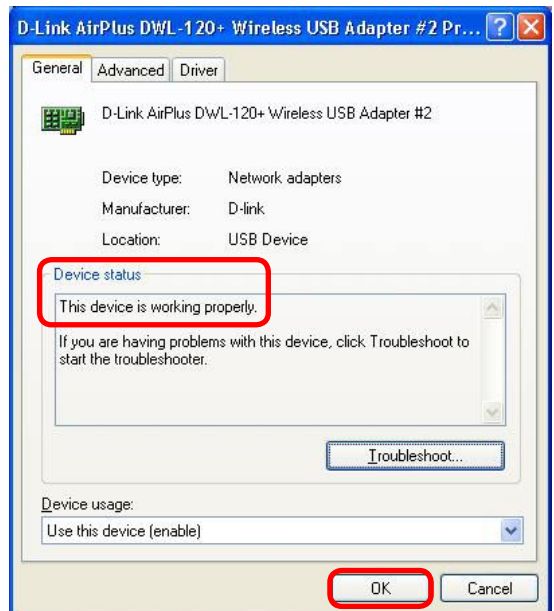 D-Link AirPlus DWL-120+ Wireless USB Adapter #2 Pr...
General Advanced Driver
D-Link AirPlus DWL-120+ Wireless USB Adapter #2
Device type: Network adapters
Manufacturer: D-link
Location: USB Device
Device status
This device is working properly.
If you are having problems with this device, click Troubleshoot to
start the troubleshooter.
Troubleshoot...
Device usage:
Use this device (enable)
OK Cancel